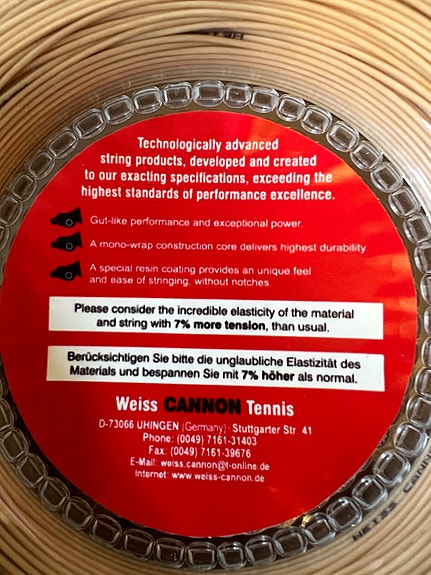 Technologically advanced
string products, developed and created
to our exacting specifications, exceeding the
highest standards of performance excellence.
Gut-like performance and exceptional power.
A mono-wrap construction core delivers highest durability
A special resin coating provides an unique feel
and ease of stringing, without notches.
Please consider the incredible elasticity of the material
and string with 7% more tension, than usual.
Berücksichtigen Sie bitte die unglaubliche Elastizität des
Materials und bespannen Sie mit 7% höher als normal.
Weiss CANNON Tennis
D-73066 UHINGEN (Germany) · Stuttgarter Str. 41
Phone: (0049) 7161-31403
Fax: (0049) 7161-39676
E-Mail: weiss.cannon@t-online.de
Internet: www.weiss-cannon.de
WEISS CANNON